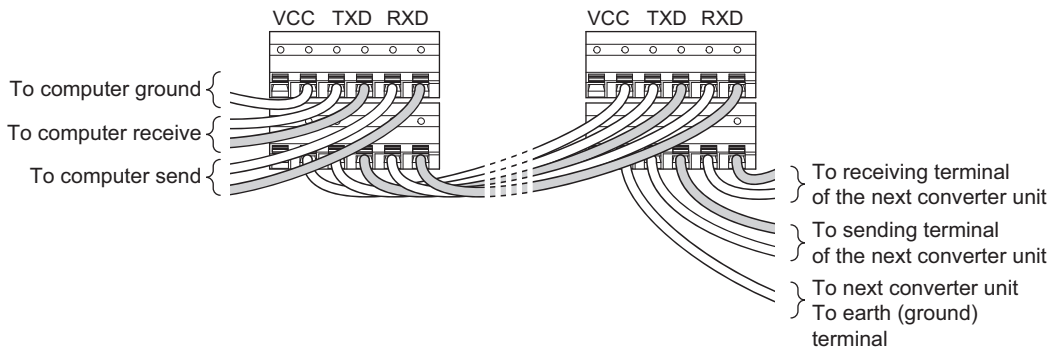 VCC TXD RXD
VCC TXD RXD
To computer ground
To computer receive
To computer send
To receiving terminal
of the next converter unit
To sending terminal
of the next converter unit
To next converter unit
To earth (ground)
terminal